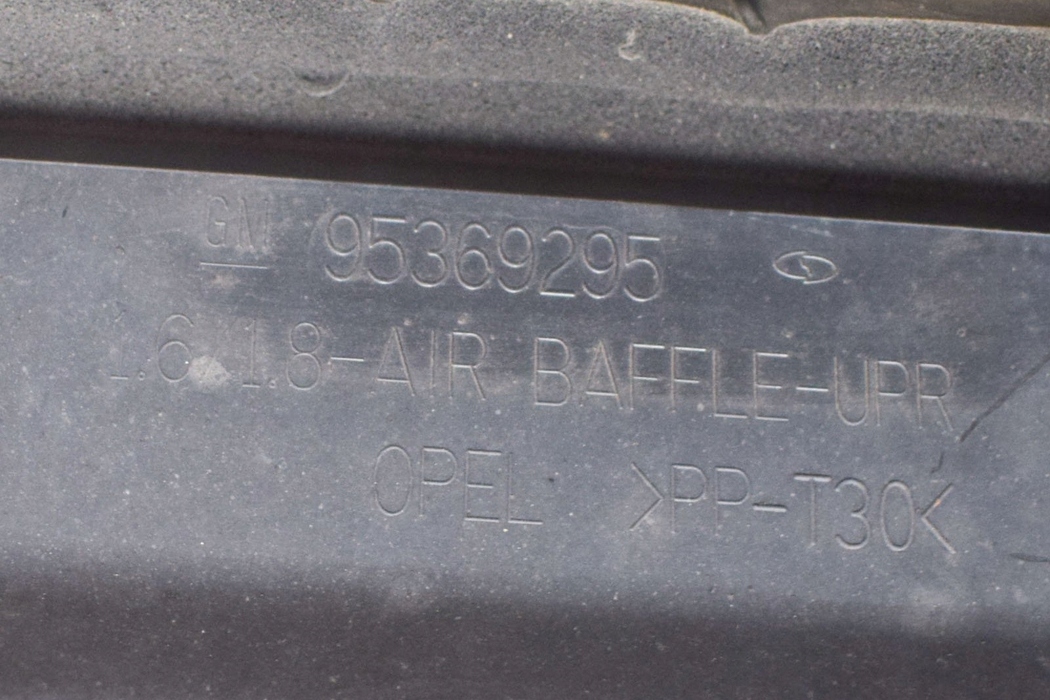 GM 95369295
1.6/1.8-AIR BAFFLE-UPR
OPEL >PP-T30<